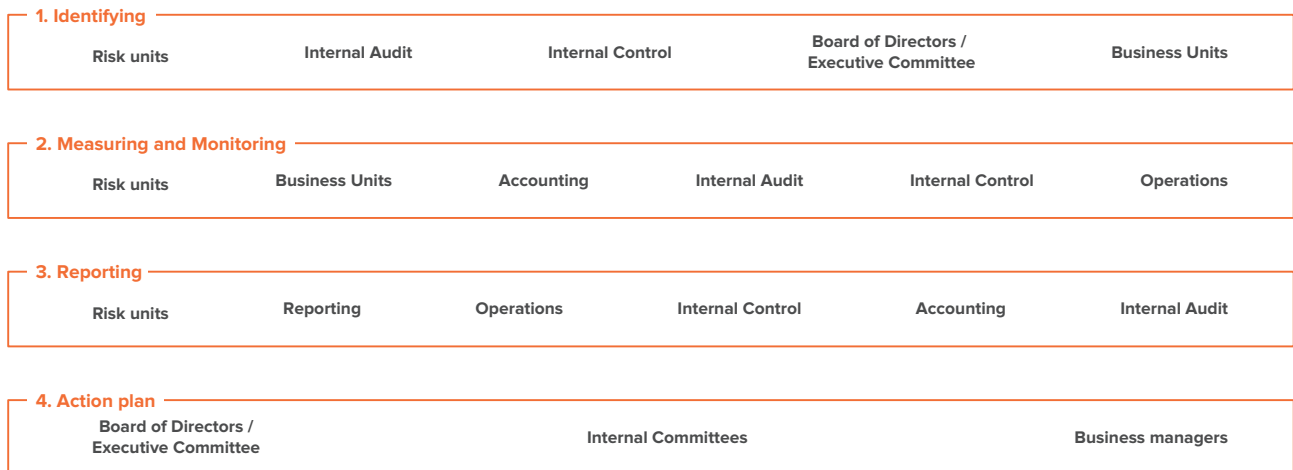 1. Identifying
Risk units
Internal Audit
Internal Control
Board of Directors /
Executive Committee
Business Units
2. Measuring and Monitoring
Risk units
Business Units
Accounting
Internal Audit
Internal Control
Operations
3. Reporting
Risk units
Reporting
Operations
Internal Control
Accounting
Internal Audit
4. Action plan
Board of Directors /
Executive Committee
Internal Committees
Business managers